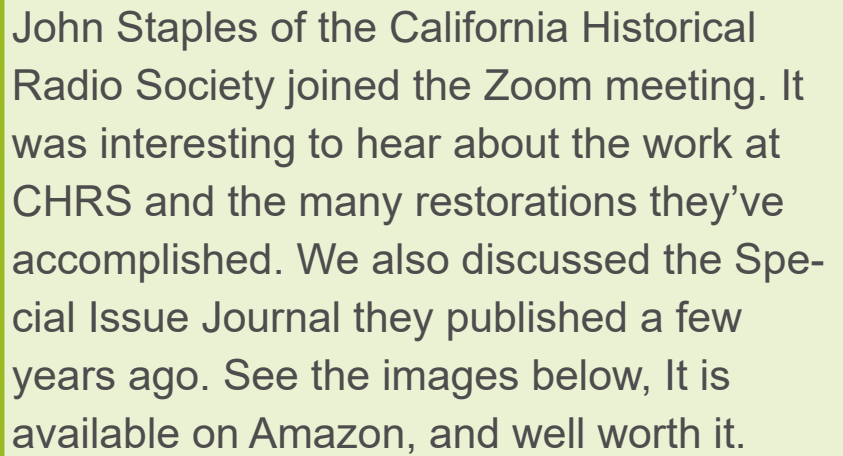 John Staples of the California Historical
Radio Society joined the Zoom meeting. It
was interesting to hear about the work at
CHRS and the many restorations they’ve
accomplished. We also discussed the Spe-
cial Issue Journal they published a few
years ago. See the images below, It is
available on Amazon, and well worth it.